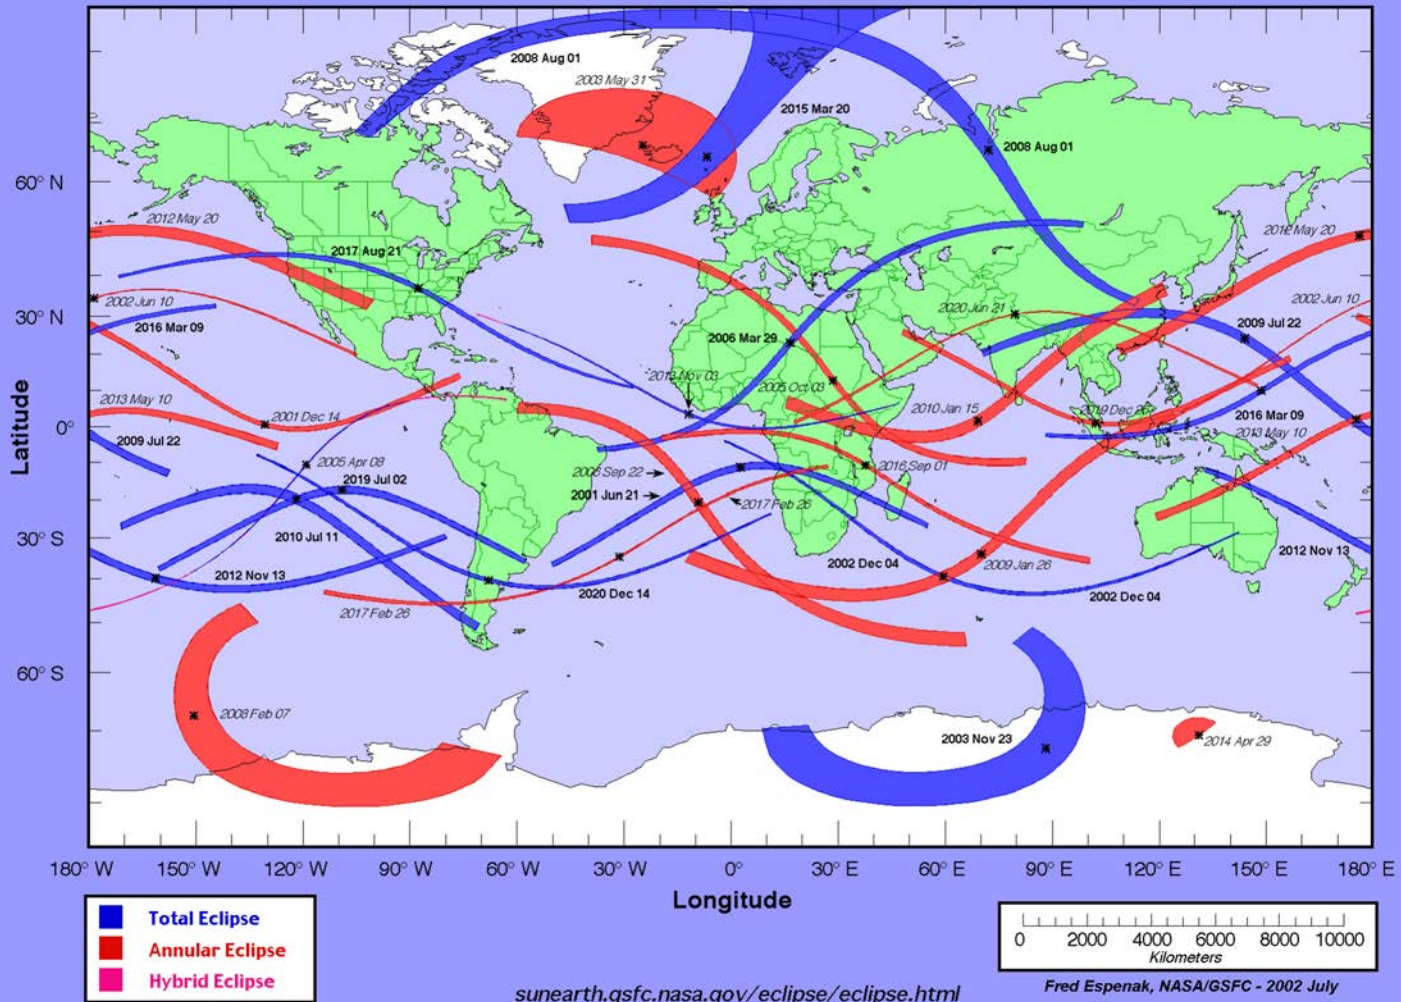 2008 Aug 01
2003 May 31
2015 Mar 20
2008 Aug 01
60° N
2012 May 20
2012 May 20
2017 Aug 21
2002 Jun 10
2020 Jun 21
2002 Jun 10
30° N
2016 Mar 09
2006 Mar 29
2009 Jul 22
2013 Nov 03
2005 Oct 03
2013 May 10
2001 Dec 14
2010 Jan 15
2019 Dec 26
2016 Mar 09
0°
2013 May 10
2009 Jul 22
2005 Apr 08
2006 Sep 22
2016 Sep 01
2019 Jul 02
2001 Jun 21
2017 Feb 26
30° S
2010 Jul 11
2012 Nov 13
2012 Nov 13
2002 Dec 04
2009 Jan 26
2020 Dec 14
2002 Dec 04
2017 Feb 26
60° S
2008 Feb 07
2003 Nov 23
2014 Apr 29
Latitude
180° W
150° W
120° W
90° W
60° W
30° W
0°
30° E
60° E
90° E
120° E
150° E
180° E
Longitude
Total Eclipse
Annular Eclipse
Hybrid Eclipse
0 2000 4000 6000 8000 10000
Kilometers
sunearth.gsfc.nasa.gov/eclipse/eclipse.html
Fred Espenak, NASA/GSFC - 2002 July